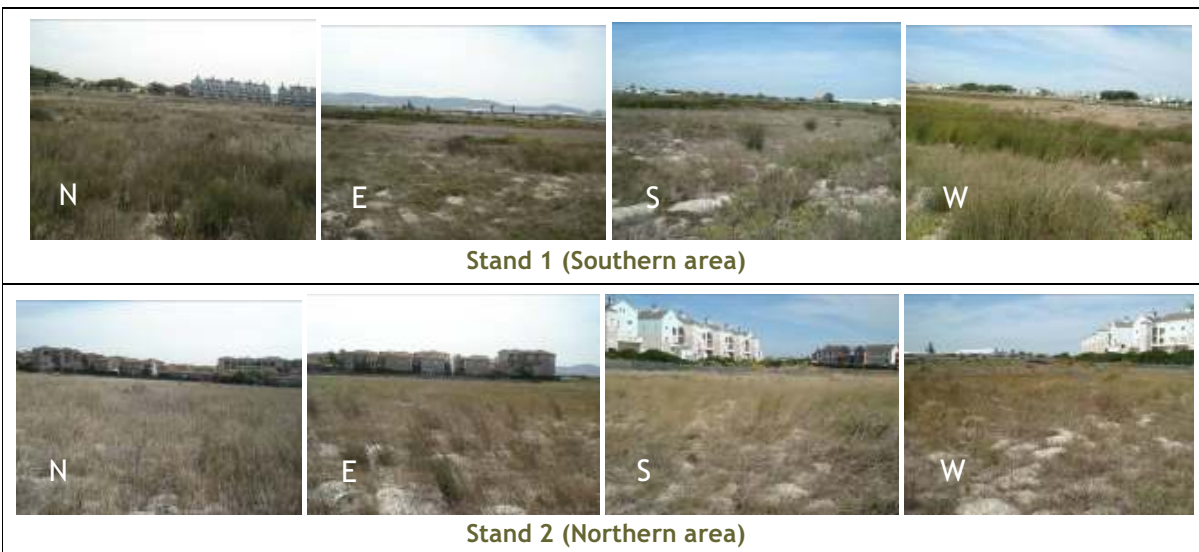 N E S W
Stand 1 (Southern area)
N E S W
Stand 2 (Northern area)